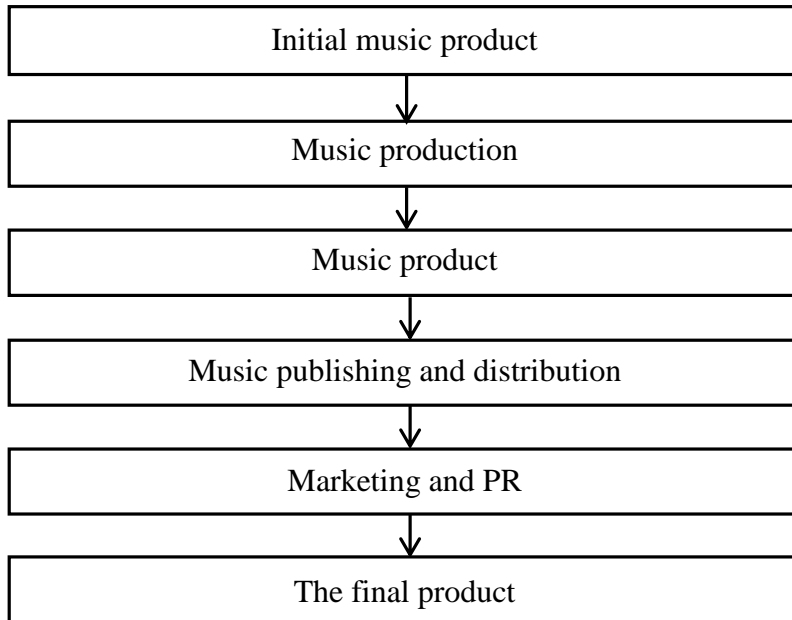 Initial music product
Music production
Music product
Music publishing and distribution
Marketing and PR
The final product